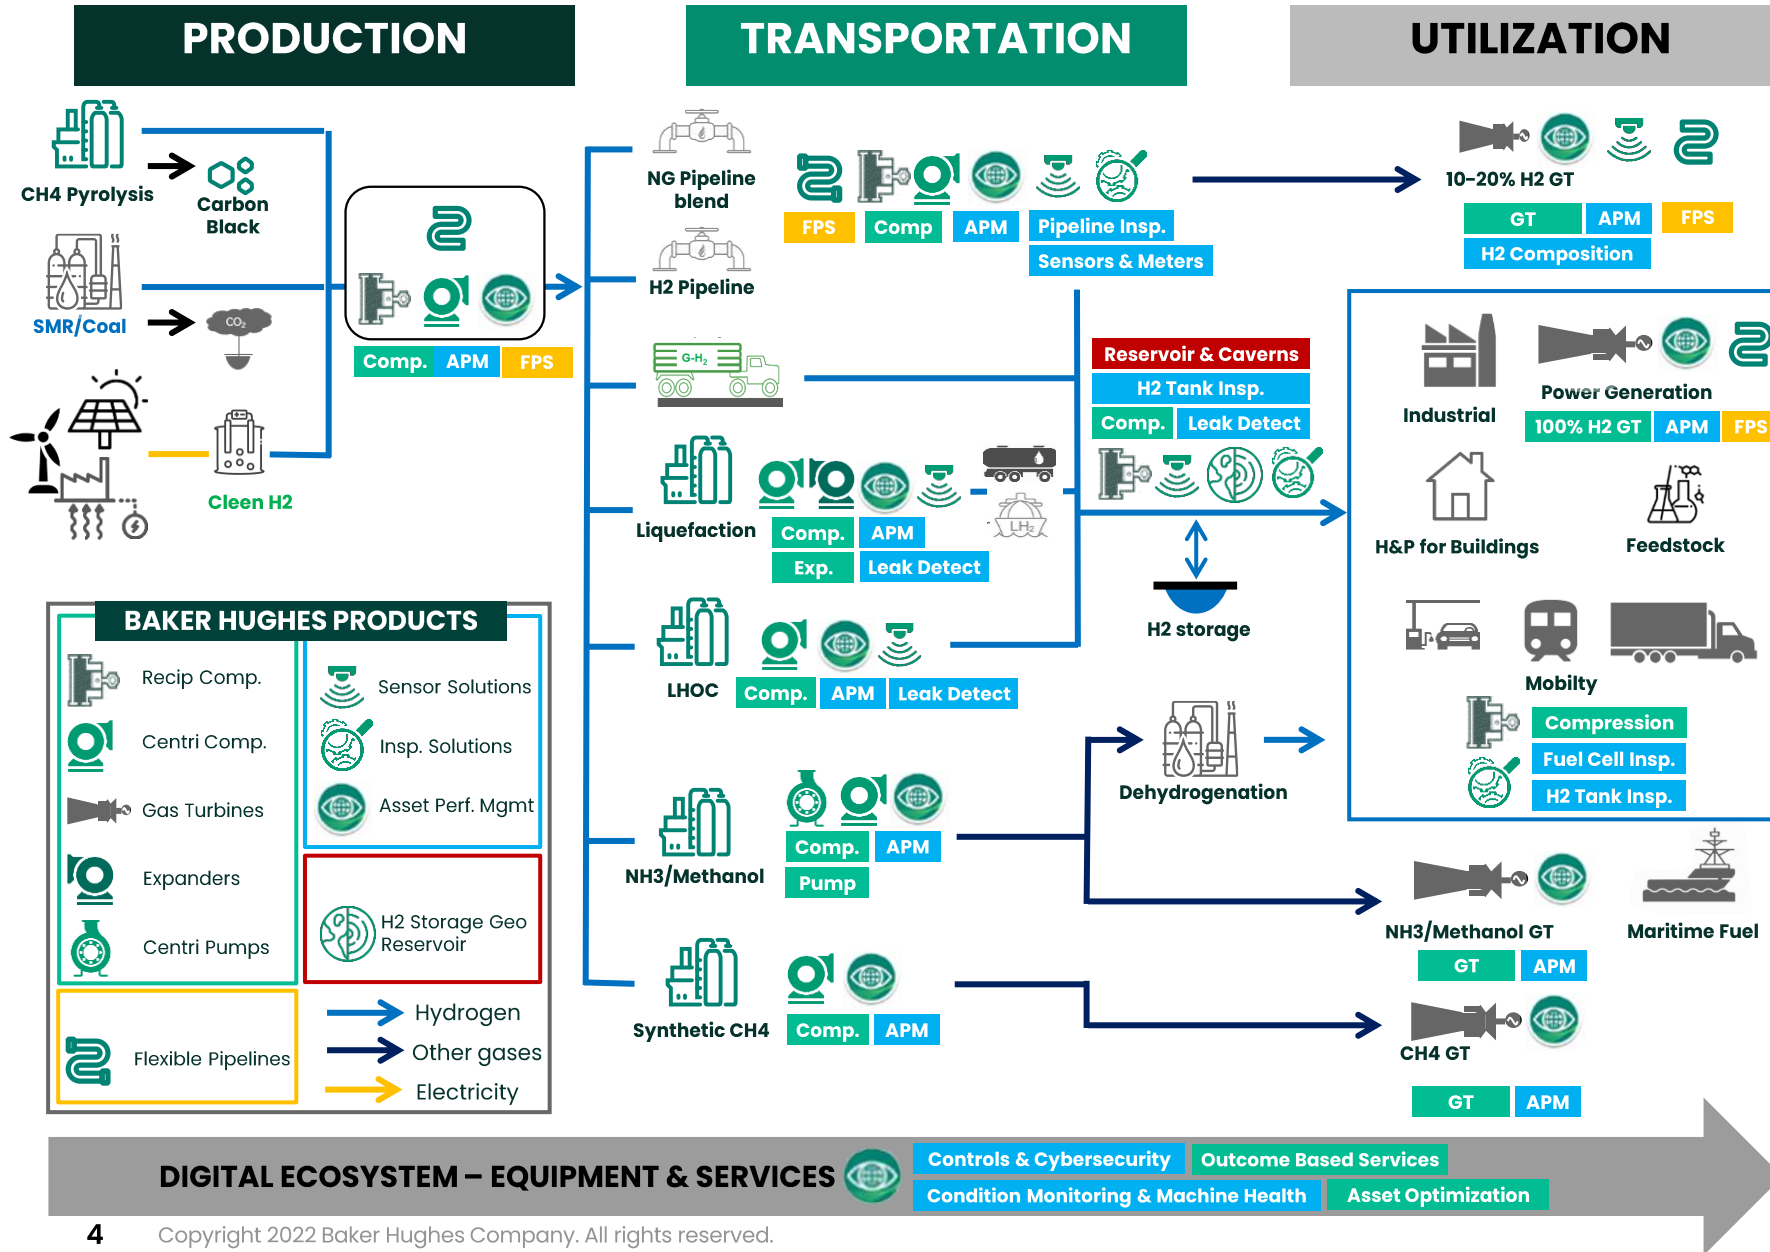 PRODUCTION
TRANSPORTATION
UTILIZATION
CH4 Pyrolysis
Carbon
Black
SMR/Coal
CO2
Cleen H2
Comp.
APM
FPS
NG Pipeline
blend
H2 Pipeline
FPS
Comp
APM
Pipeline Insp.
Sensors & Meters
G-H2
Reservoir & Caverns
H2 Tank Insp.
Comp.
Leak Detect
Liquefaction
Comp.
APM
Exp.
Leak Detect
LH2
H2 storage
LHOC
Comp.
APM
Leak Detect
Dehydrogenation
NH3/Methanol
Comp.
APM
Pump
Synthetic CH4
Comp.
APM
10-20% H2 GT
GT
APM
FPS
H2 Composition
Industrial
Power Generation
100% H2 GT
APM
FPS
H&P for Buildings
Feedstock
Mobilty
Compression
Fuel Cell Insp.
H2 Tank Insp.
NH3/Methanol GT
GT
APM
Maritime Fuel
CH4 GT
GT
APM
BAKER HUGHES PRODUCTS
Recip Comp.
Centri Comp.
Gas Turbines
Expanders
Centri Pumps
Flexible Pipelines
Sensor Solutions
Insp. Solutions
Asset Perf. Mgmt
H2 Storage Geo
Reservoir
Hydrogen
Other gases
Electricity
DIGITAL ECOSYSTEM – EQUIPMENT & SERVICES
Controls & Cybersecurity
Outcome Based Services
Condition Monitoring & Machine Health
Asset Optimization
4
Copyright 2022 Baker Hughes Company. All rights reserved.